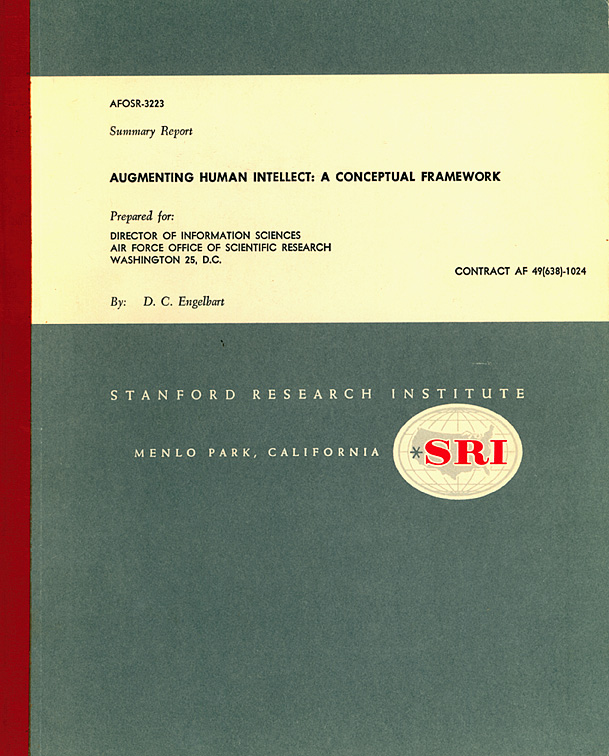 AFOSR-3223
Summary Report
AUGMENTING HUMAN INTELLECT: A CONCEPTUAL FRAMEWORK
Prepared for:
DIRECTOR OF INFORMATION SCIENCES
AIR FORCE OFFICE OF SCIENTIFIC RESEARCH
WASHINGTON 25, D.C.
CONTRACT AF 49(638)-1024
By: D. C. Engelbart
STANFORD RESEARCH INSTITUTE
MENLO PARK, CALIFORNIA
*SRI